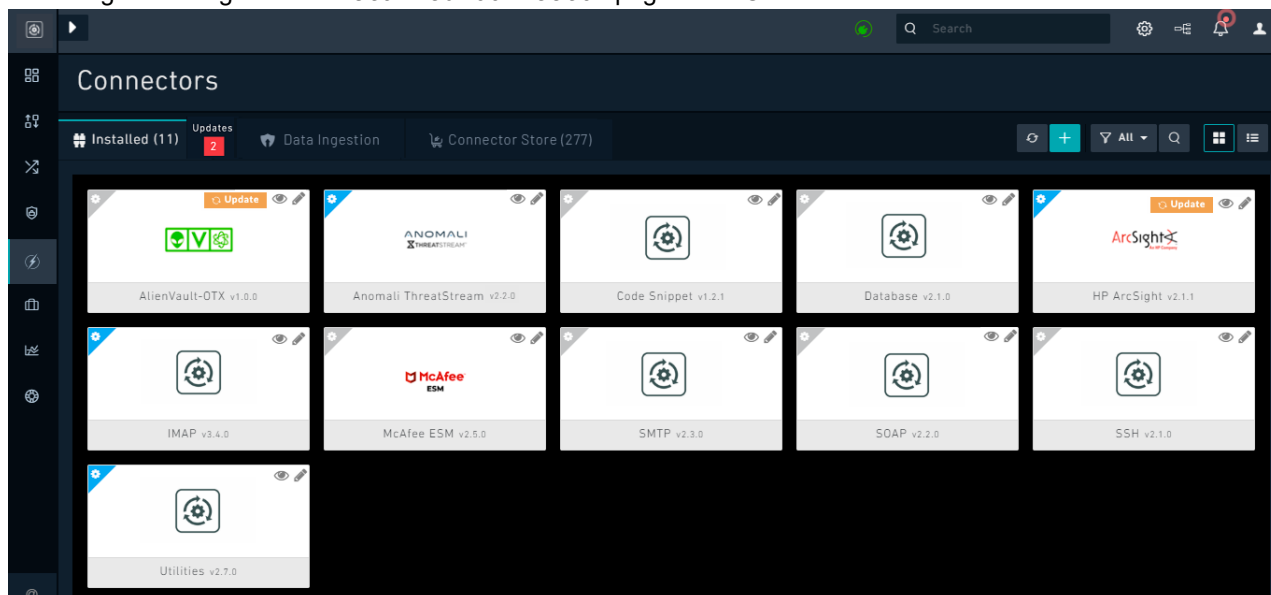 Search
Connectors
Installed (11)
Updates
2
Data Ingestion
Connector Store (277)
All
Update
AlienVault-OTX v1.0.0
ANOMALI
THREATSTREAM
Anomali ThreatStream v2.2.0
Code Snippet v1.2.1
Database v2.1.0
Update
ArcSight
HP ArcSight v2.1.1
IMAP v3.4.0
McAfee
ESM
McAfee ESM v2.5.0
SMTP v2.3.0
SOAP v2.2.0
SSH v2.1.0
Utilities v2.7.0